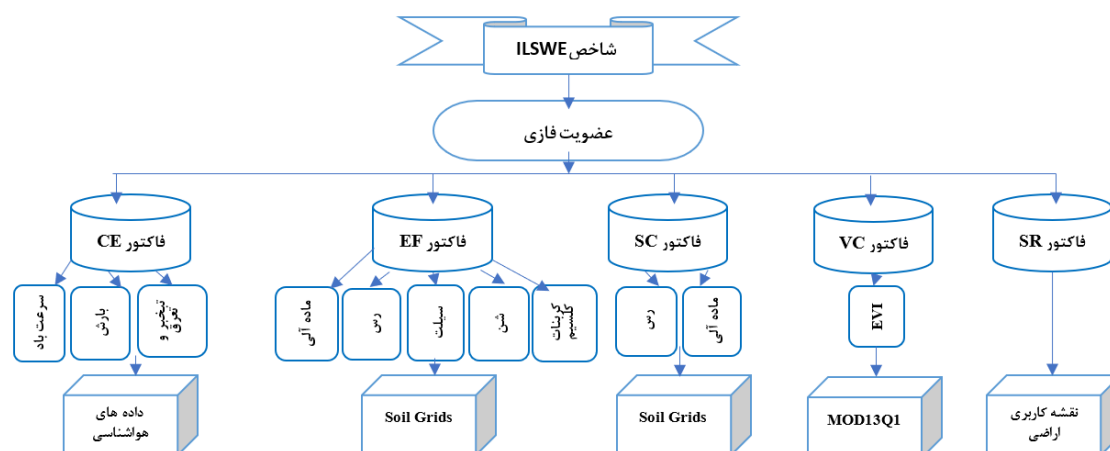 شاخص ILSWE
عضویت فازی
فاکتور SR
فاکتور VC
فاکتور SC
فاکتور EF
فاکتور CE
EVI
ماده آلی
رس
کربنات
کلسیم
شن
سیلت
رس
ماده آلی
تبخیر و
تعرق
بارش
سرعت باد
نقشه کاربری
اراضی
MOD13Q1
Soil Grids
Soil Grids
داده های
هواشناسی